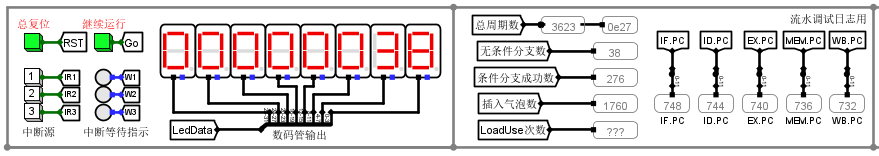 总复位
RST
继续运行
Go
1 IR1
2 IR2
3 IR3
中断源
W1
W2
W3
中断等待指示
00000033
LedData
数码管输出
总周期数 3623 0e27
无条件分支数 38
条件分支成功数 276
插入气泡数 1760
LoadUse次数 ???
流水调试日志用
IF.PC ID.PC EX.PC MEM.PC WB.PC
748 744 740 736 732
IF.PC ID.PC EX.PC MEM.PC WB.PC